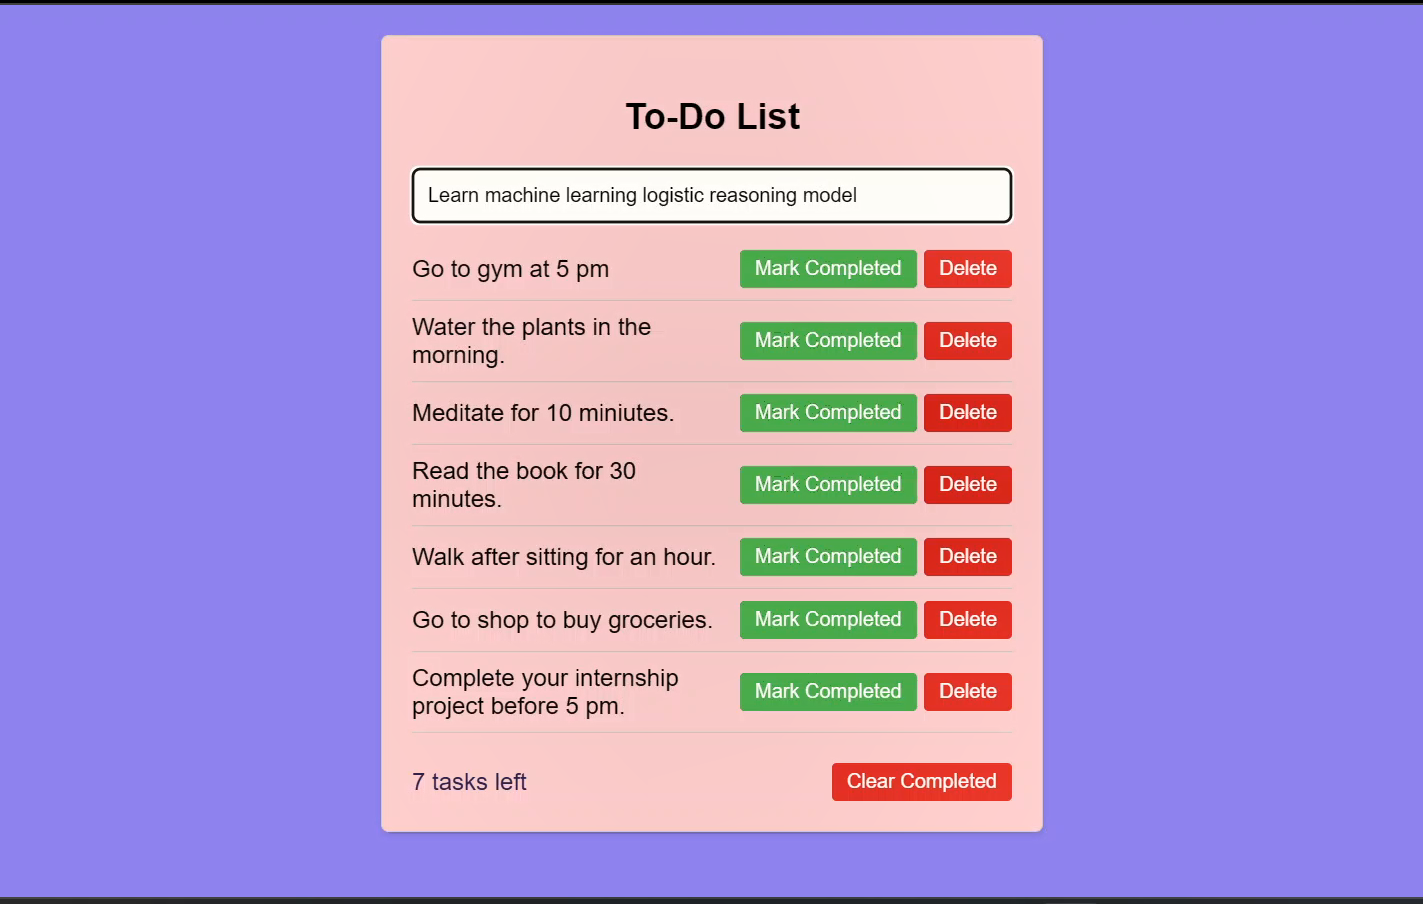 To-Do List
Learn machine learning logistic reasoning model
Go to gym at 5 pm
Mark Completed Delete
Water the plants in the
morning.
Mark Completed Delete
Meditate for 10 miniutes.
Mark Completed Delete
Read the book for 30
minutes.
Mark Completed Delete
Walk after sitting for an hour.
Mark Completed Delete
Go to shop to buy groceries.
Mark Completed Delete
Complete your internship
project before 5 pm.
Mark Completed Delete
7 tasks left
Clear Completed